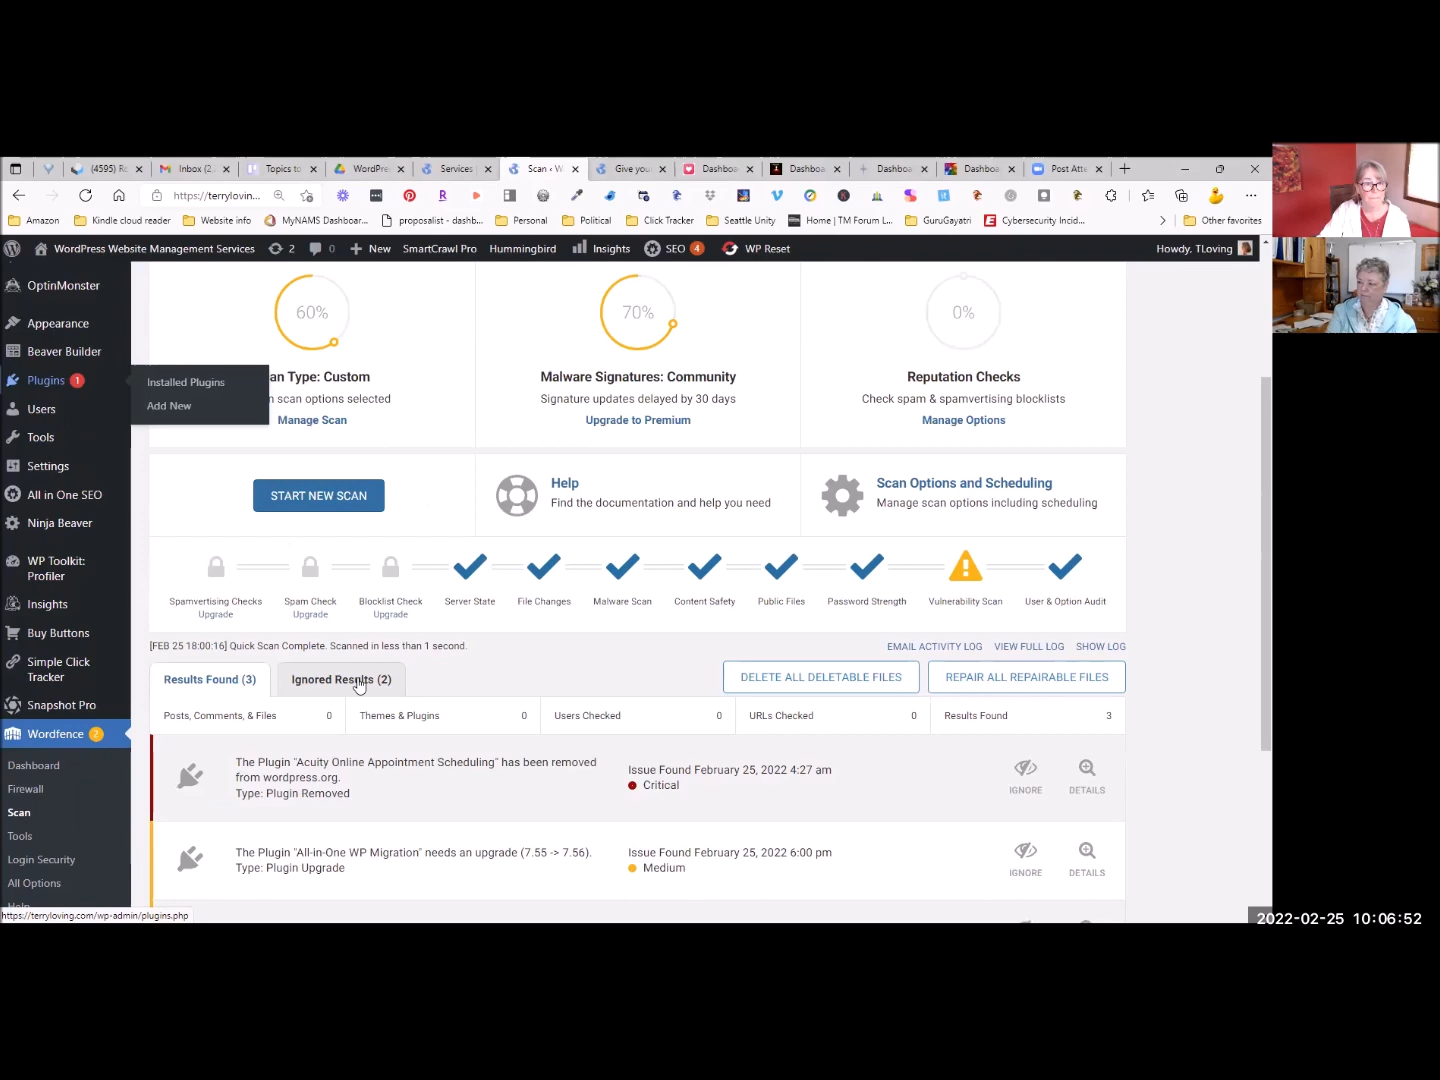 (4595) R
Inbox (2
Topics to
WordPre
Services
Scan ‹ W
Give you
Dashboa
Dashboa
Dashboa
Dashboa
Post Atte
https://terrylovin...
Amazon
Kindle cloud reader
Website info
MyNAMS Dashboar...
proposalist - dashb...
Personal
Political
Click Tracker
Seattle Unity
Home | TM Forum L...
GuruGayatri
Cybersecurity Incid...
Other favorites
WordPress Website Management Services
2
0
New
SmartCrawl Pro
Hummingbird
Insights
SEO 4
WP Reset
Howdy, TLoving
OptinMonster
Appearance
Beaver Builder
Plugins 1
Installed Plugins
Add New
Users
Tools
Settings
All in One SEO
Ninja Beaver
WP Toolkit:
Profiler
Insights
Buy Buttons
Simple Click
Tracker
Snapshot Pro
Wordfence 2
Dashboard
Firewall
Scan
Tools
Login Security
All Options
Help
https://terryloving.com/wp-admin/plugins.php
60%
an Type: Custom
scan options selected
Manage Scan
70%
Malware Signatures: Community
Signature updates delayed by 30 days
Upgrade to Premium
0%
Reputation Checks
Check spam & spamvertising blocklists
Manage Options
START NEW SCAN
Help
Find the documentation and help you need
Scan Options and Scheduling
Manage scan options including scheduling
Spamvertising Checks
Upgrade
Spam Check
Upgrade
Blocklist Check
Upgrade
Server State
File Changes
Malware Scan
Content Safety
Public Files
Password Strength
Vulnerability Scan
User & Option Audit
[FEB 25 18:00:16] Quick Scan Complete. Scanned in less than 1 second.
EMAIL ACTIVITY LOG
VIEW FULL LOG
SHOW LOG
Results Found (3)
Ignored Results (2)
DELETE ALL DELETABLE FILES
REPAIR ALL REPAIRABLE FILES
Posts, Comments, & Files 0
Themes & Plugins 0
Users Checked 0
URLs Checked 0
Results Found 3
The Plugin "Acuity Online Appointment Scheduling" has been removed
from wordpress.org.
Type: Plugin Removed
Issue Found February 25, 2022 4:27 am
Critical
IGNORE
DETAILS
The Plugin "All-in-One WP Migration" needs an upgrade (7.55 -> 7.56).
Type: Plugin Upgrade
Issue Found February 25, 2022 6:00 pm
Medium
IGNORE
DETAILS
2022-02-25 10:06:52